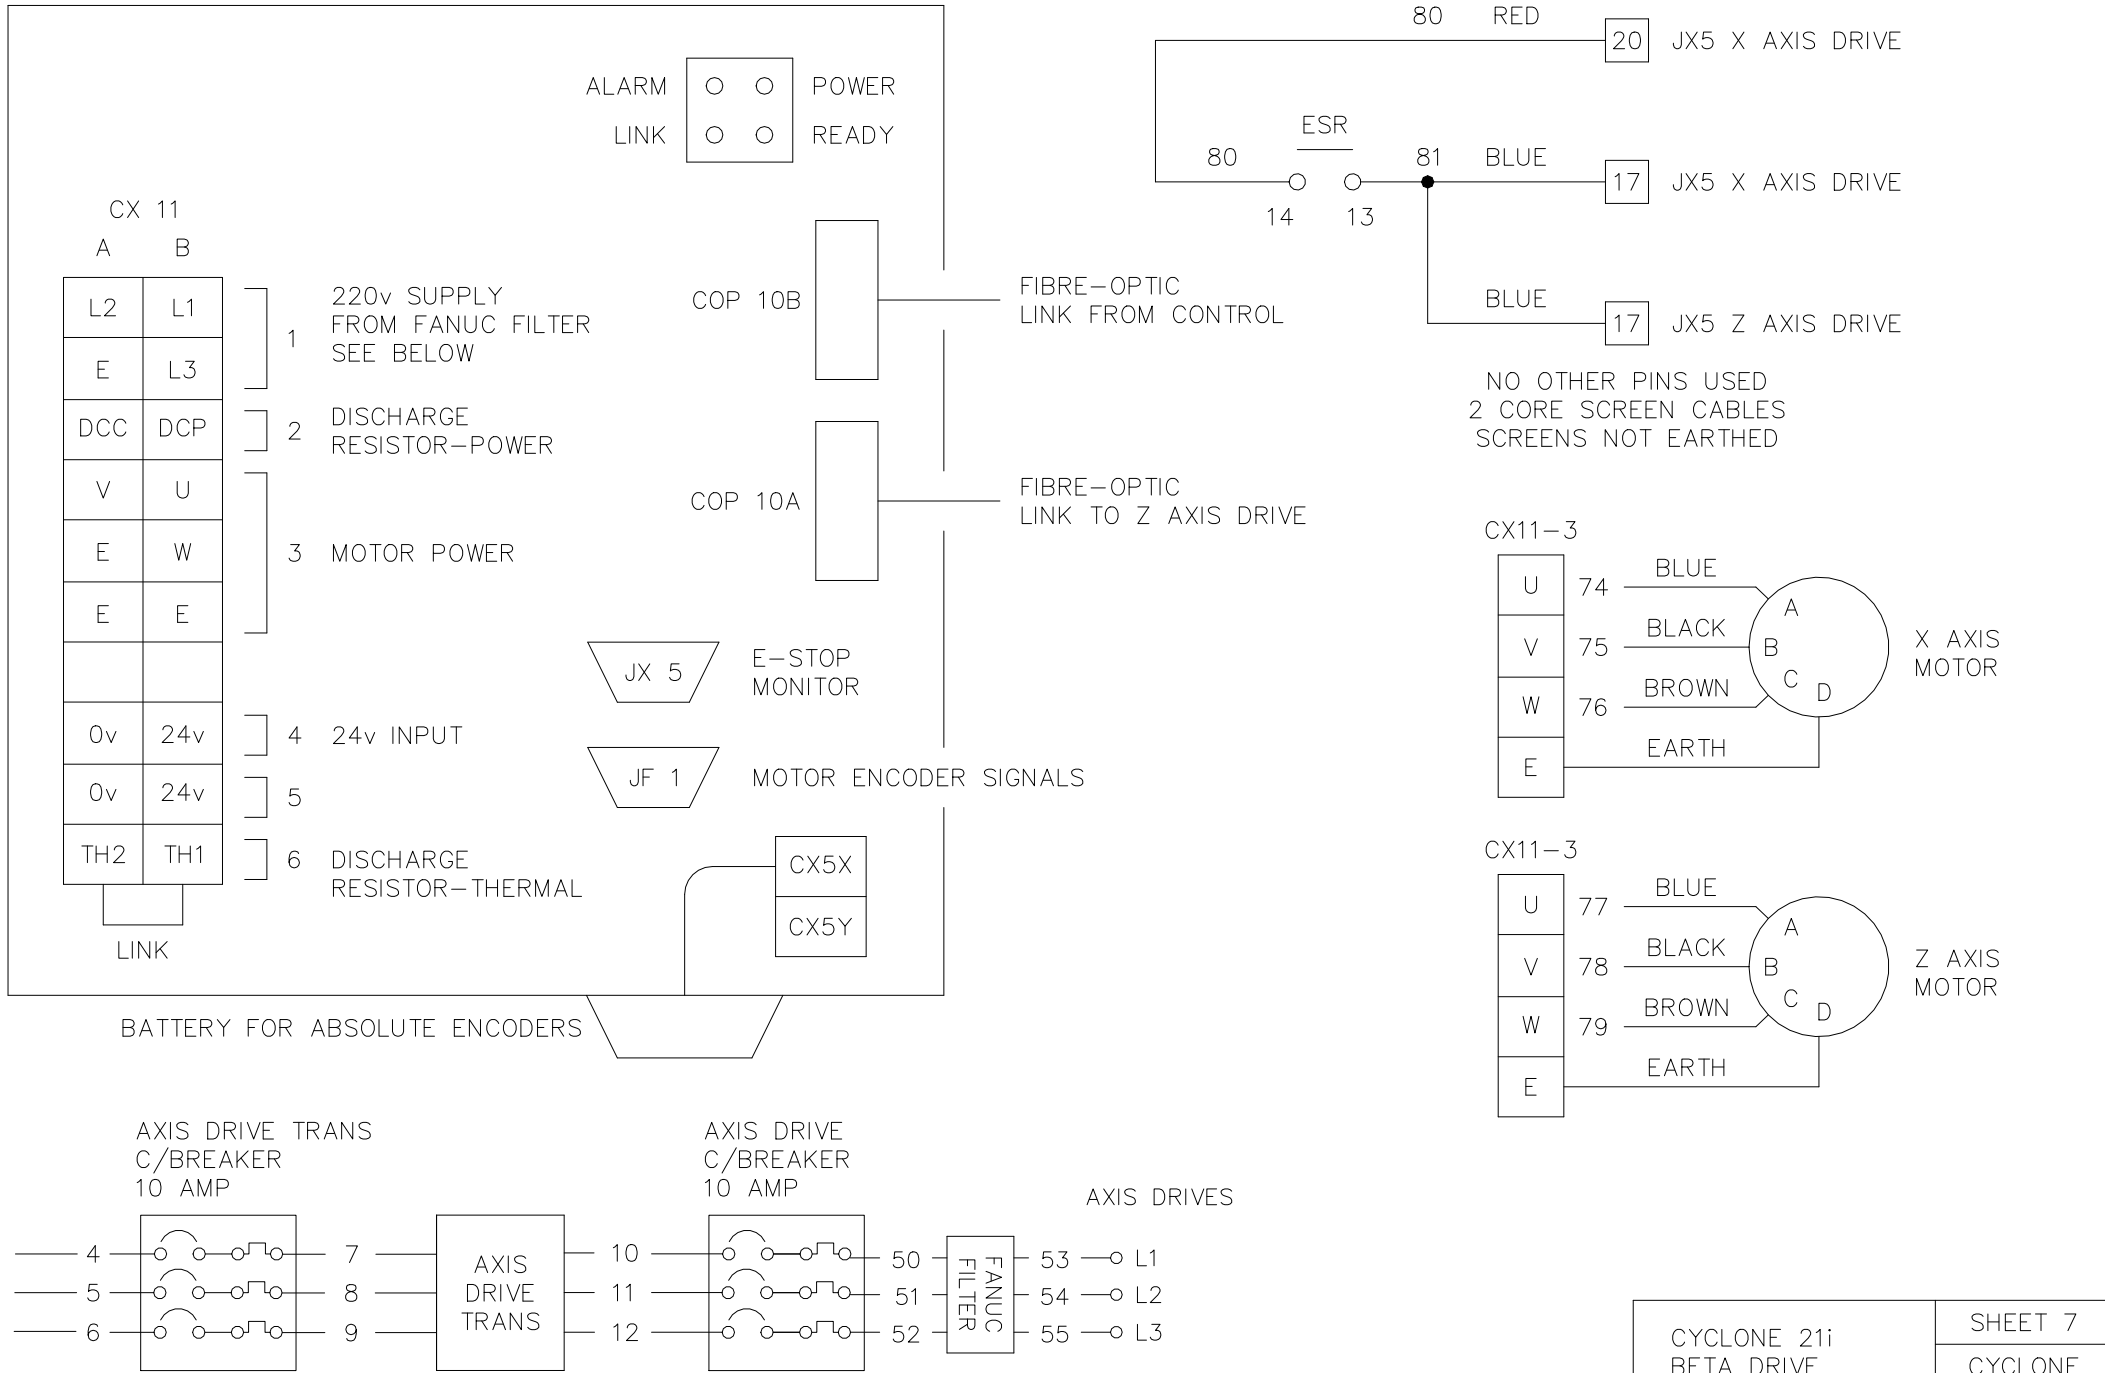 ALARM
POWER
LINK
READY
CX 11
A B
L2 L1
E L3
DCC DCP
V U
E W
E E
0v 24v
0v 24v
TH2 TH1
LINK
1
220v SUPPLY
FROM FANUC FILTER
SEE BELOW
2
DISCHARGE
RESISTOR-POWER
3 MOTOR POWER
4 24v INPUT
5
6 DISCHARGE
RESISTOR-THERMAL
COP 10B
FIBRE-OPTIC
LINK FROM CONTROL
COP 10A
FIBRE-OPTIC
LINK TO Z AXIS DRIVE
JX 5
E-STOP
MONITOR
JF 1
MOTOR ENCODER SIGNALS
CX5X
CX5Y
BATTERY FOR ABSOLUTE ENCODERS
80 RED
20 JX5 X AXIS DRIVE
ESR
80
14 13
81 BLUE
17 JX5 X AXIS DRIVE
BLUE
17 JX5 Z AXIS DRIVE
NO OTHER PINS USED
2 CORE SCREEN CABLES
SCREENS NOT EARTHED
CX11-3
U 74 BLUE A
V 75 BLACK B
W 76 BROWN C
E EARTH D
X AXIS
MOTOR
CX11-3
U 77 BLUE A
V 78 BLACK B
W 79 BROWN C
E EARTH D
Z AXIS
MOTOR
AXIS DRIVE TRANS
C/BREAKER
10 AMP
4 7
5 8
6 9
AXIS
DRIVE
TRANS
10
11
12
AXIS DRIVE
C/BREAKER
10 AMP
50
51
52
FANUC
FILTER
AXIS DRIVES
53 L1
54 L2
55 L3
CYCLONE 21i
BETA DRIVE
SHEET 7
CYCLONE